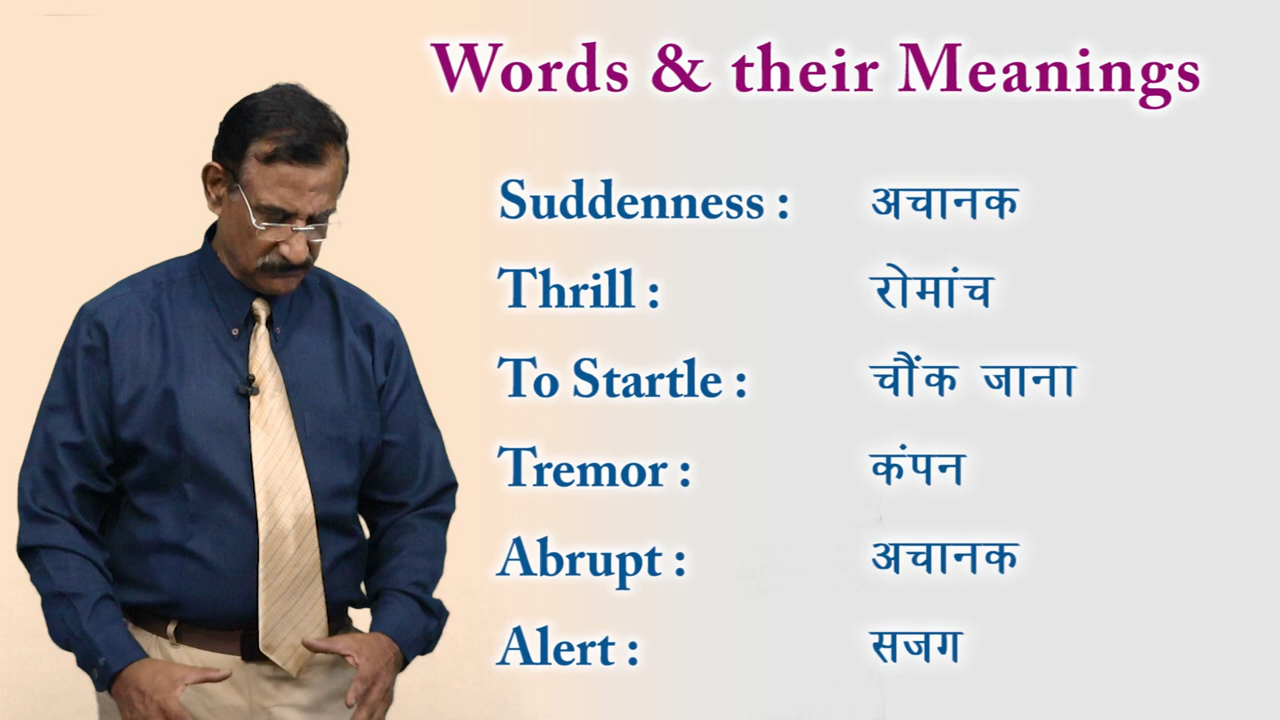 Words & their Meanings
Suddenness : अचानक
Thrill : रोमांच
To Startle : चौंक जाना
Tremor : कंपन
Abrupt : अचानक
Alert : सजग